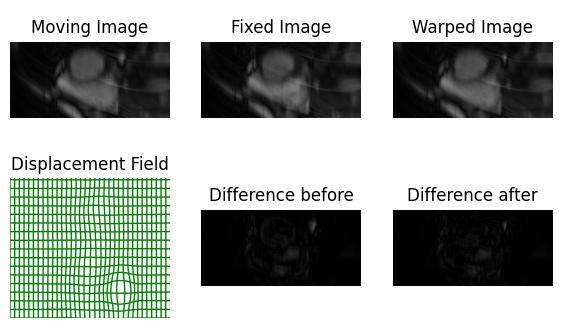 Moving Image
Fixed Image
Warped Image
Displacement Field
Difference before
Difference after